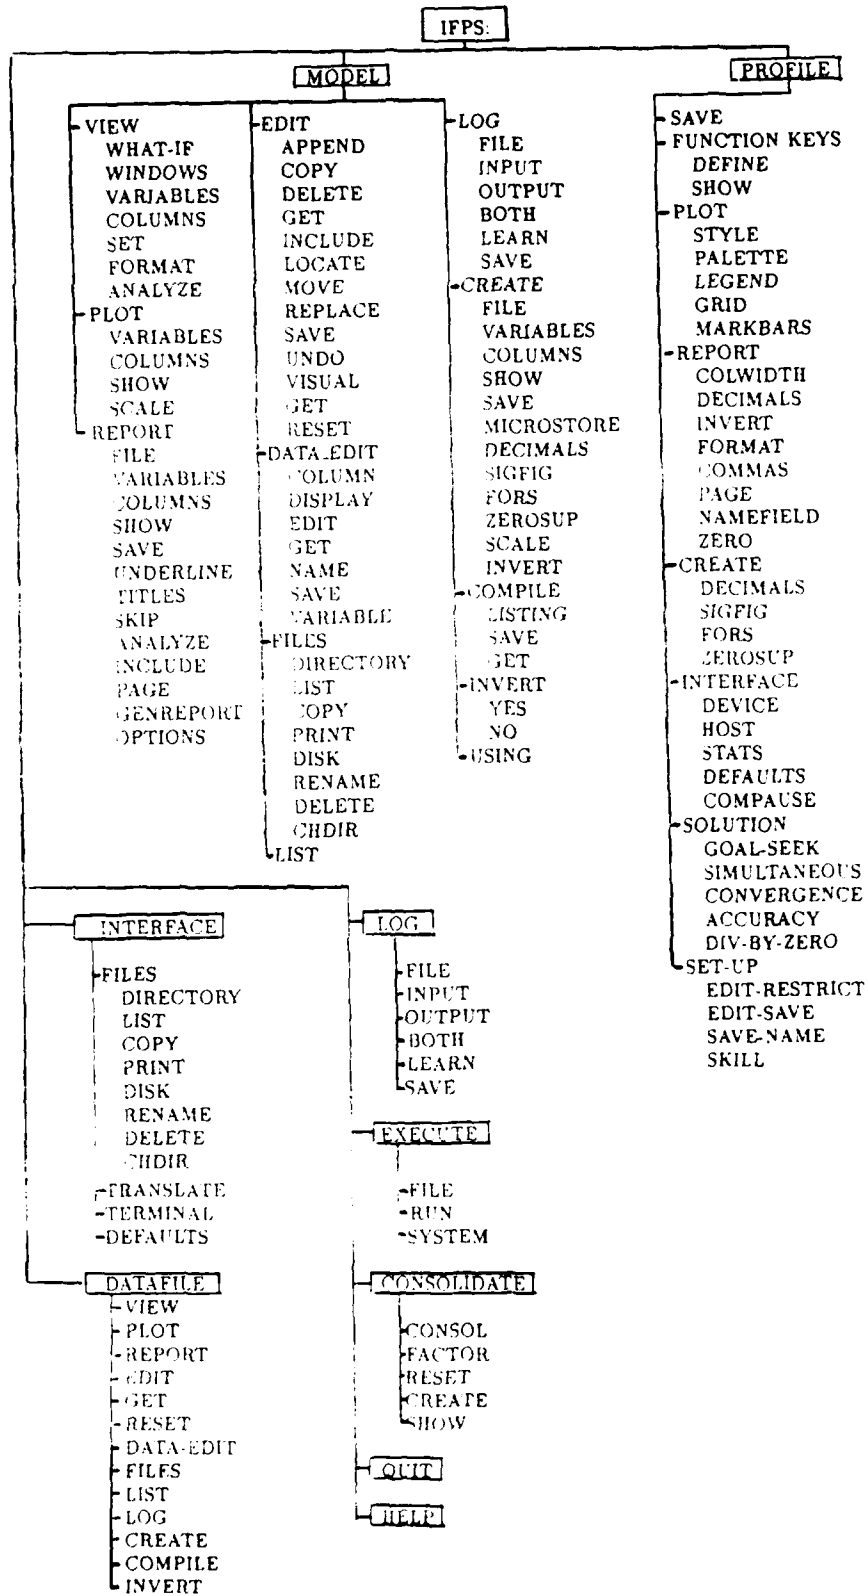 IFPS:
MODEL
VIEW
WHAT-IF
WINDOWS
VARIABLES
COLUMNS
SET
FORMAT
ANALYZE
PLOT
VARIABLES
COLUMNS
SHOW
SCALE
REPORT
FILE
VARIABLES
COLUMNS
SHOW
SAVE
UNDERLINE
TITLES
SKIP
ANALYZE
INCLUDE
PAGE
GENREPORT
OPTIONS
EDIT
APPEND
COPY
DELETE
GET
INCLUDE
LOCATE
MOVE
REPLACE
SAVE
UNDO
VISUAL
GET
RESET
DATA-EDIT
COLUMN
DISPLAY
EDIT
GET
NAME
SAVE
VARIABLE
FILES
DIRECTORY
LIST
COPY
PRINT
DISK
RENAME
DELETE
CHDIR
LIST
LOG
FILE
INPUT
OUTPUT
BOTH
LEARN
SAVE
CREATE
FILE
VARIABLES
COLUMNS
SHOW
SAVE
MICROSTORE
DECIMALS
SIGFIG
FORS
ZEROSUP
SCALE
INVERT
COMPILE
LISTING
SAVE
GET
INVERT
YES
NO
USING
PROFILE
SAVE
FUNCTION KEYS
DEFINE
SHOW
PLOT
STYLE
PALETTE
LEGEND
GRID
MARKBARS
REPORT
COLWIDTH
DECIMALS
INVERT
FORMAT
COMMAS
PAGE
NAMEFIELD
ZERO
CREATE
DECIMALS
SIGFIG
FORS
ZEROSUP
INTERFACE
DEVICE
HOST
STATS
DEFAULTS
COMPAUSE
SOLUTION
GOAL-SEEK
SIMULTANEOUS
CONVERGENCE
ACCURACY
DIV-BY-ZERO
SET-UP
EDIT-RESTRICT
EDIT-SAVE
SAVE-NAME
SKILL
INTERFACE
FILES
DIRECTORY
LIST
COPY
PRINT
DISK
RENAME
DELETE
CHDIR
TRANSLATE
TERMINAL
DEFAULTS
DATAFILE
VIEW
PLOT
REPORT
EDIT
GET
RESET
DATA-EDIT
FILES
LIST
LOG
CREATE
COMPILE
INVERT
LOG
FILE
INPUT
OUTPUT
BOTH
LEARN
SAVE
EXECUTE
FILE
RUN
SYSTEM
CONSOLIDATE
CONSOL
FACTOR
RESET
CREATE
SHOW
QUIT
HELP